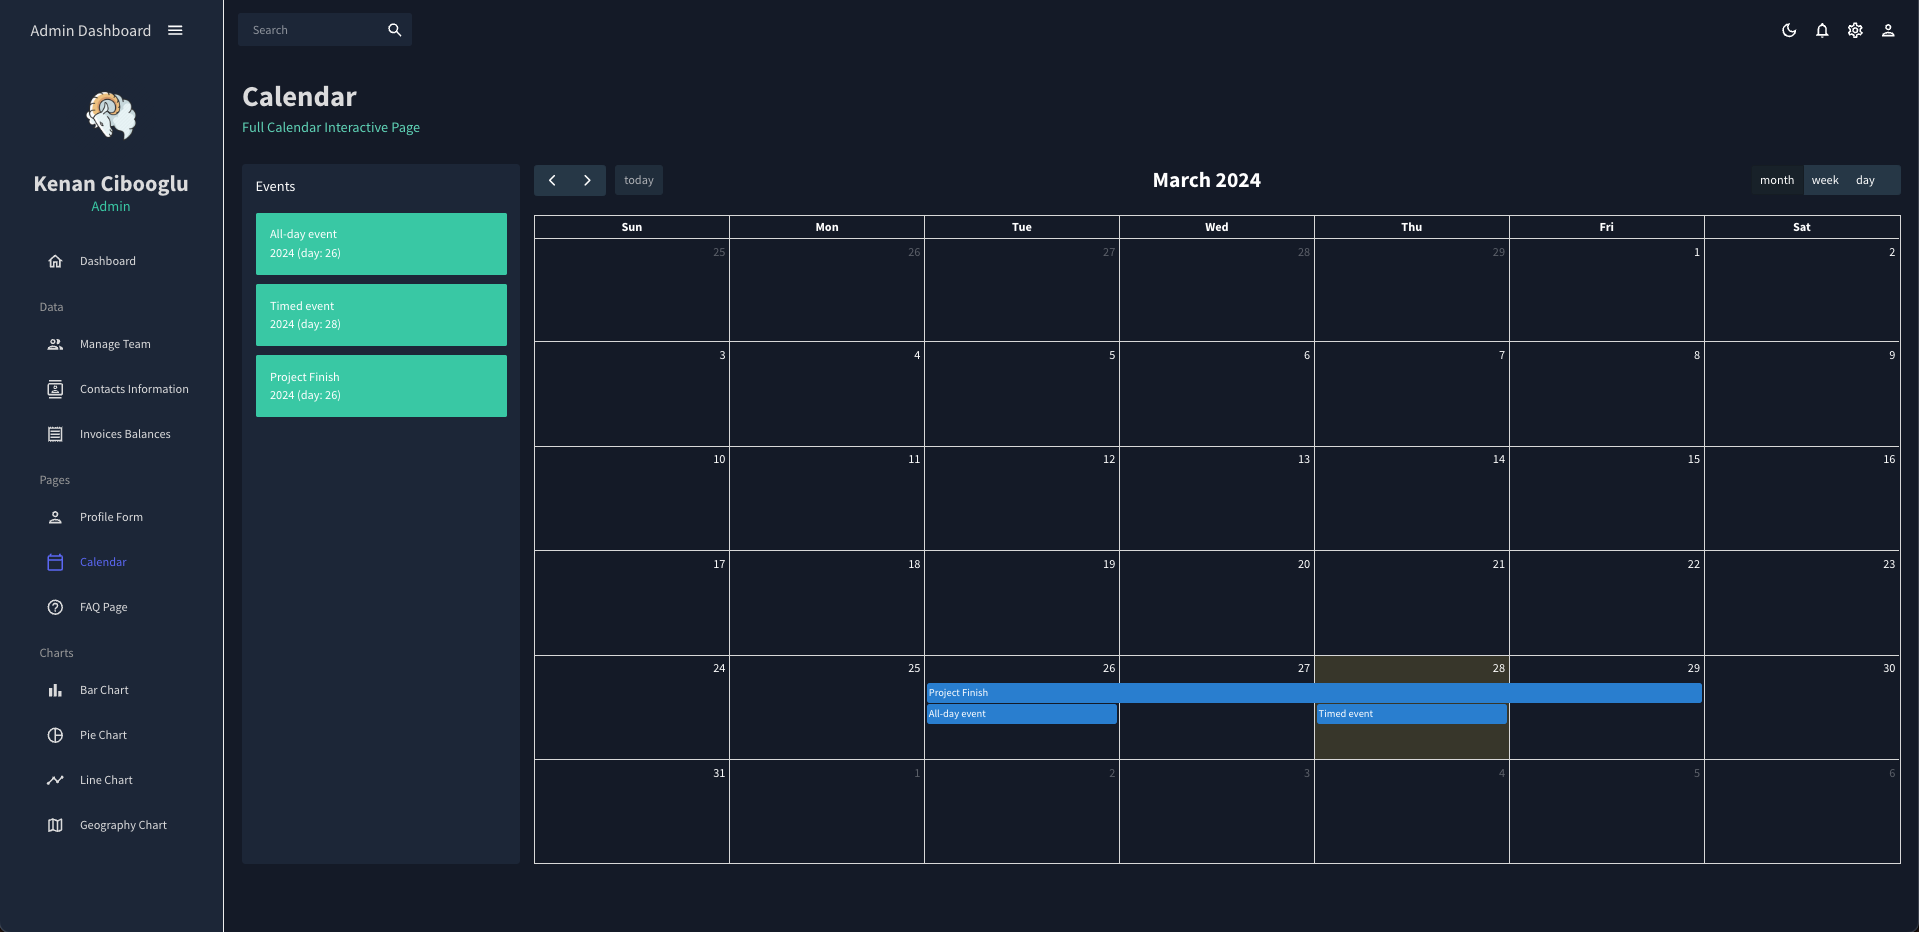 Admin Dashboard
Search
Kenan Cibooglu
Admin
Dashboard
Data
Manage Team
Contacts Information
Invoices Balances
Pages
Profile Form
Calendar
FAQ Page
Charts
Bar Chart
Pie Chart
Line Chart
Geography Chart
Calendar
Full Calendar Interactive Page
Events
All-day event
2024 (day: 26)
Timed event
2024 (day: 28)
Project Finish
2024 (day: 26)
today
March 2024
month week day
Sun Mon Tue Wed Thu Fri Sat
25 26 27 28 29 1 2
3 4 5 6 7 8 9
10 11 12 13 14 15 16
17 18 19 20 21 22 23
24 25 26 27 28 29 30
Project Finish
All-day event Timed event
31 1 2 3 4 5 6